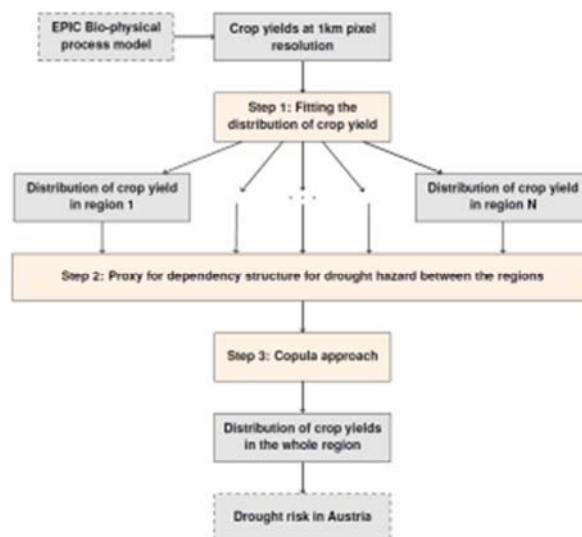 EPIC Bio-physical
process model
Crop yields at 1km pixel
resolution
Step 1: Fitting the
distribution of crop yield
Distribution of crop yield
in region 1
. . .
Distribution of crop yield
in region N
Step 2: Proxy for dependency structure for drought hazard between the regions
Step 3: Copula approach
Distribution of crop yields
in the whole region
Drought risk in Austria